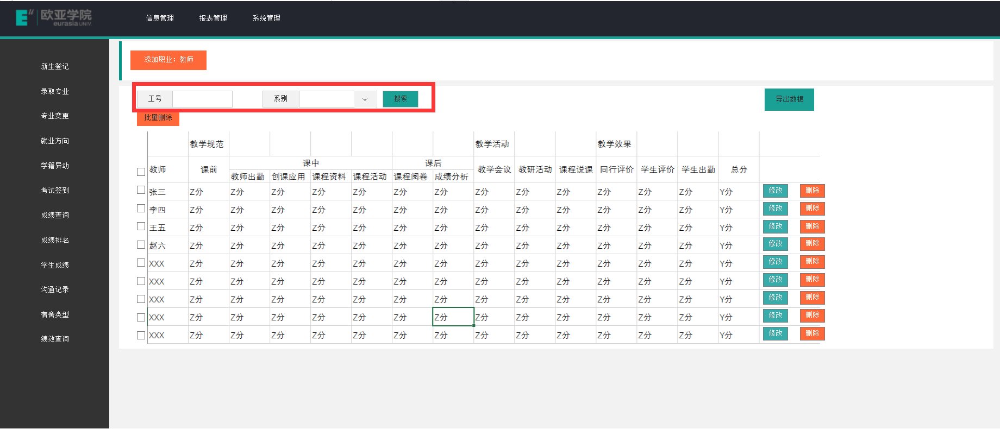 E" 欧亚学院
eurasia UNIV.
信息管理 报表管理 系统管理
新生登记
录取专业
专业变更
就业方向
学籍异动
考试签到
成绩查询
成绩排名
学生成绩
沟通记录
宿舍类型
绩效查询
添加职业：教师
工号 系别 搜索 导出数据
批量删除
教学规范 教学活动 教学效果
教师 课前 课中 课后 教学会议 教研活动 课程说课 同行评价 学生评价 学生出勤 总分
教师出勤 创课应用 课程资料 课程活动 课程阅卷 成绩分析
张三 Z分 Z分 Z分 Z分 Z分 Z分 Z分 Z分 Z分 Z分 Z分 Z分 Z分 Y分 修改 删除
李四 Z分 Z分 Z分 Z分 Z分 Z分 Z分 Z分 Z分 Z分 Z分 Z分 Z分 Y分 修改 删除
王五 Z分 Z分 Z分 Z分 Z分 Z分 Z分 Z分 Z分 Z分 Z分 Z分 Z分 Y分 修改 删除
赵六 Z分 Z分 Z分 Z分 Z分 Z分 Z分 Z分 Z分 Z分 Z分 Z分 Z分 Y分 修改 删除
XXX Z分 Z分 Z分 Z分 Z分 Z分 Z分 Z分 Z分 Z分 Z分 Z分 Z分 Y分 修改 删除
XXX Z分 Z分 Z分 Z分 Z分 Z分 Z分 Z分 Z分 Z分 Z分 Z分 Z分 Y分 修改 删除
XXX Z分 Z分 Z分 Z分 Z分 Z分 Z分 Z分 Z分 Z分 Z分 Z分 Z分 Y分 修改 删除
XXX Z分 Z分 Z分 Z分 Z分 Z分 Z分 Z分 Z分 Z分 Z分 Z分 Z分 Y分 修改 删除
XXX Z分 Z分 Z分 Z分 Z分 Z分 Z分 Z分 Z分 Z分 Z分 Z分 Z分 Y分 修改 删除